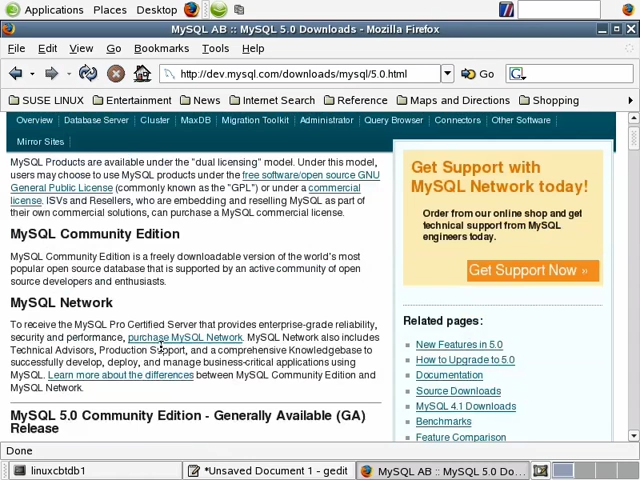 Applications Places Desktop
MySQL AB :: MySQL 5.0 Downloads - Mozilla Firefox
File Edit View Go Bookmarks Tools Help
http://dev.mysql.com/downloads/mysql/5.0.html Go G
SUSE LINUX Entertainment News Internet Search Reference Maps and Directions Shopping
Overview Database Server Cluster MaxDB Migration Toolkit Administrator Query Browser Connectors Other Software
Mirror Sites
MySQL Products are available under the "dual licensing" model. Under this model,
users may choose to use MySQL products under the free software/open source GNU
General Public License (commonly known as the "GPL") or under a commercial
license. ISVs and Resellers, who are embedding and reselling MySQL as part of
their own commercial solutions, can purchase a MySQL commercial license.
MySQL Community Edition
MySQL Community Edition is a freely downloadable version of the world's most
popular open source database that is supported by an active community of open
source developers and enthusiasts.
MySQL Network
To receive the MySQL Pro Certified Server that provides enterprise-grade reliability,
security and performance, purchase MySQL Network. MySQL Network also includes
Technical Advisors, Production Support, and a comprehensive Knowledgebase to
successfully develop, deploy, and manage business-critical applications using
MySQL. Learn more about the differences between MySQL Community Edition and
MySQL Network.
MySQL 5.0 Community Edition - Generally Available (GA)
Release
Get Support with
MySQL Network today!
Order from our online shop and get
technical support from MySQL
engineers today.
Get Support Now »
Related pages:
New Features in 5.0
How to Upgrade to 5.0
Documentation
Source Downloads
MySQL 4.1 Downloads
Benchmarks
Feature Comparison
Done
linuxcbtdb1 *Unsaved Document 1 - gedit MySQL AB :: MySQL 5.0 Do...